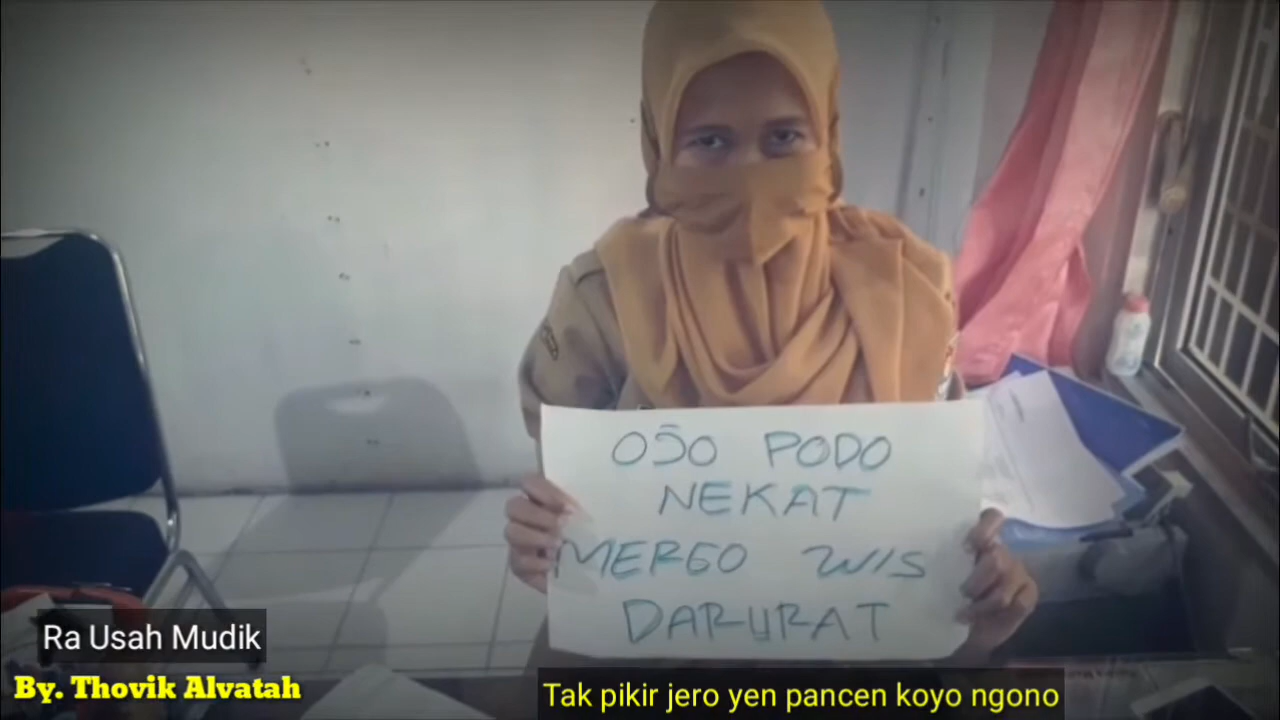 OJO PODO
NEKAT
MERGO WIS
DARURAT
Ra Usah Mudik
By. Thovik Alvatah
Tak pikir jero yen pancen koyo ngono